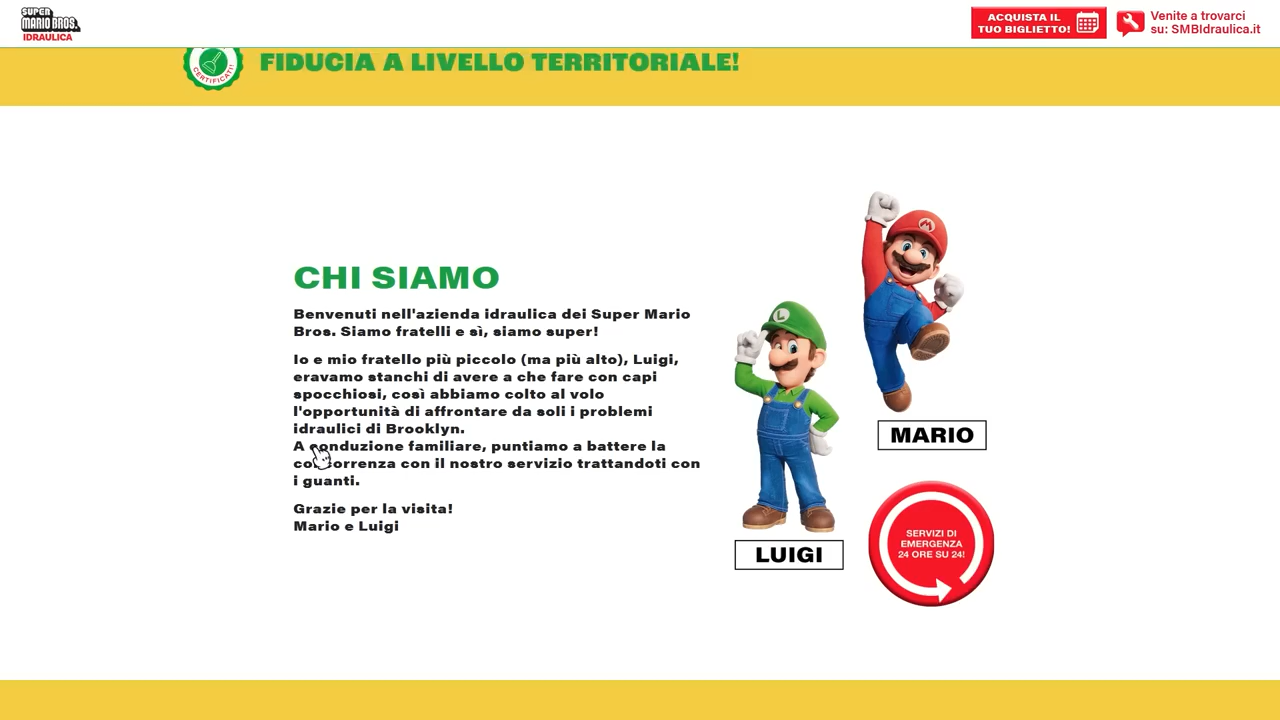 SUPER
MARIO BROS.
IDRAULICA
ACQUISTA IL
TUO BIGLIETTO!
Venite a trovarci
su: SMBIdraulica.it
CERTIFICATI!
FIDUCIA A LIVELLO TERRITORIALE!
CHI SIAMO
Benvenuti nell'azienda idraulica dei Super Mario
Bros. Siamo fratelli e sì, siamo super!
Io e mio fratello più piccolo (ma più alto), Luigi,
eravamo stanchi di avere a che fare con capi
spocchiosi, così abbiamo colto al volo
l'opportunità di affrontare da soli i problemi
idraulici di Brooklyn.
A conduzione familiare, puntiamo a battere la
concorrenza con il nostro servizio trattandoti con
i guanti.
Grazie per la visita!
Mario e Luigi
M
L
MARIO
LUIGI
SERVIZI DI
EMERGENZA
24 ORE SU 24!